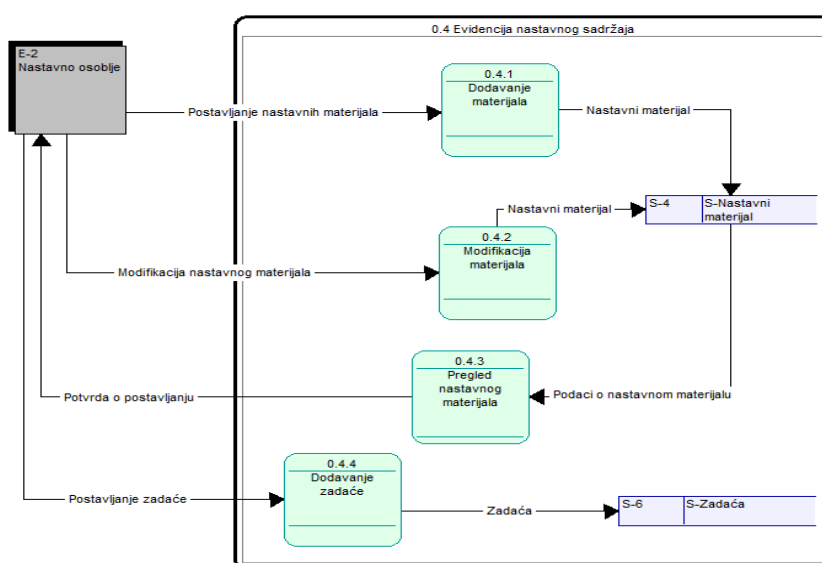 0.4 Evidencija nastavnog sadržaja
E-2
Nastavno osoblje
0.4.1
Dodavanje
materijala
Postavljanje nastavnih materijala
Nastavni materijal
S-4
S-Nastavni
materijal
Nastavni materijal
0.4.2
Modifikacija
materijala
Modifikacija nastavnog materijala
0.4.3
Pregled
nastavnog
materijala
Potvrda o postavljanju
Podaci o nastavnom materijalu
0.4.4
Dodavanje
zadaće
Postavljanje zadaće
Zadaća
S-6
S-Zadaća